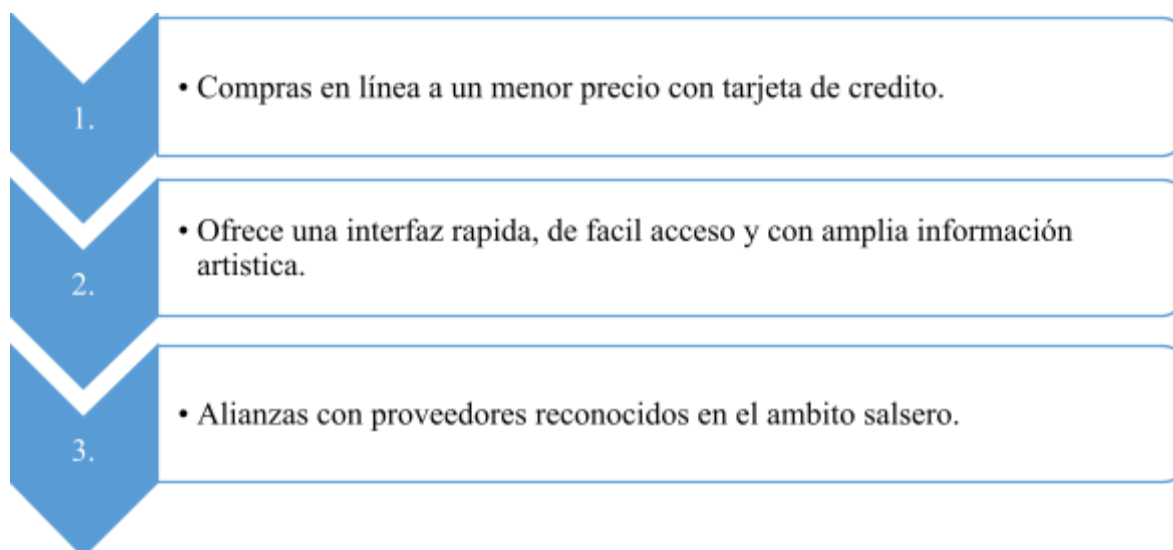 1.
• Compras en línea a un menor precio con tarjeta de credito.
2.
• Ofrece una interfaz rapida, de facil acceso y con amplia información
artistica.
3.
• Alianzas con proveedores reconocidos en el ambito salsero.